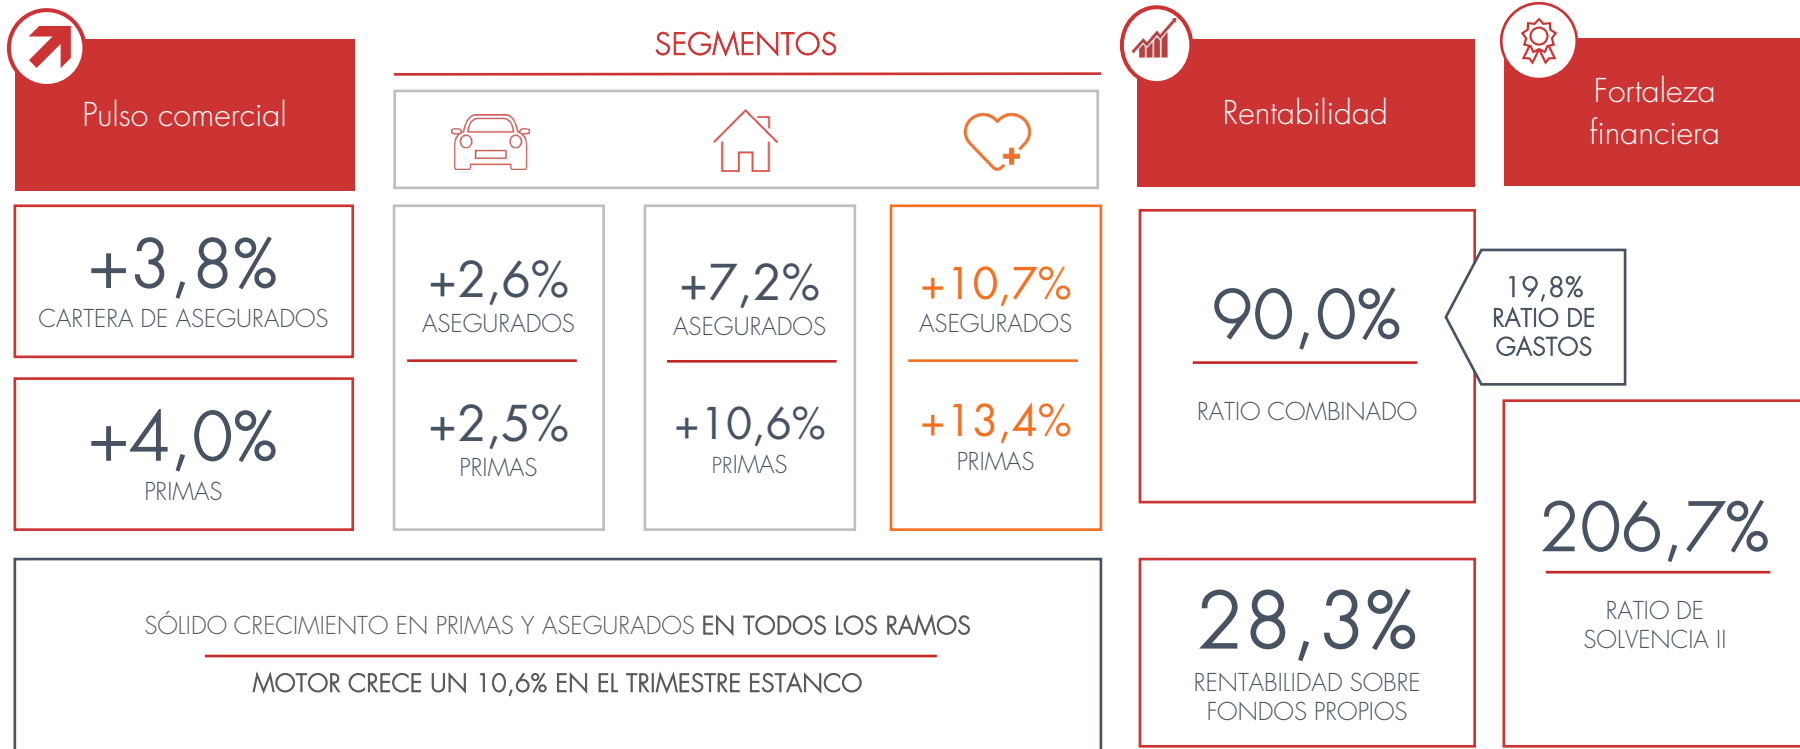 Pulso comercial
+3,8%
CARTERA DE ASEGURADOS
+4,0%
PRIMAS
SEGMENTOS
+2,6%
ASEGURADOS
+2,5%
PRIMAS
+7,2%
ASEGURADOS
+10,6%
PRIMAS
+10,7%
ASEGURADOS
+13,4%
PRIMAS
SÓLIDO CRECIMIENTO EN PRIMAS Y ASEGURADOS EN TODOS LOS RAMOS
MOTOR CRECE UN 10,6% EN EL TRIMESTRE ESTANCO
Rentabilidad
90,0%
RATIO COMBINADO
19,8%
RATIO DE
GASTOS
28,3%
RENTABILIDAD SOBRE
FONDOS PROPIOS
Fortaleza
financiera
206,7%
RATIO DE
SOLVENCIA II